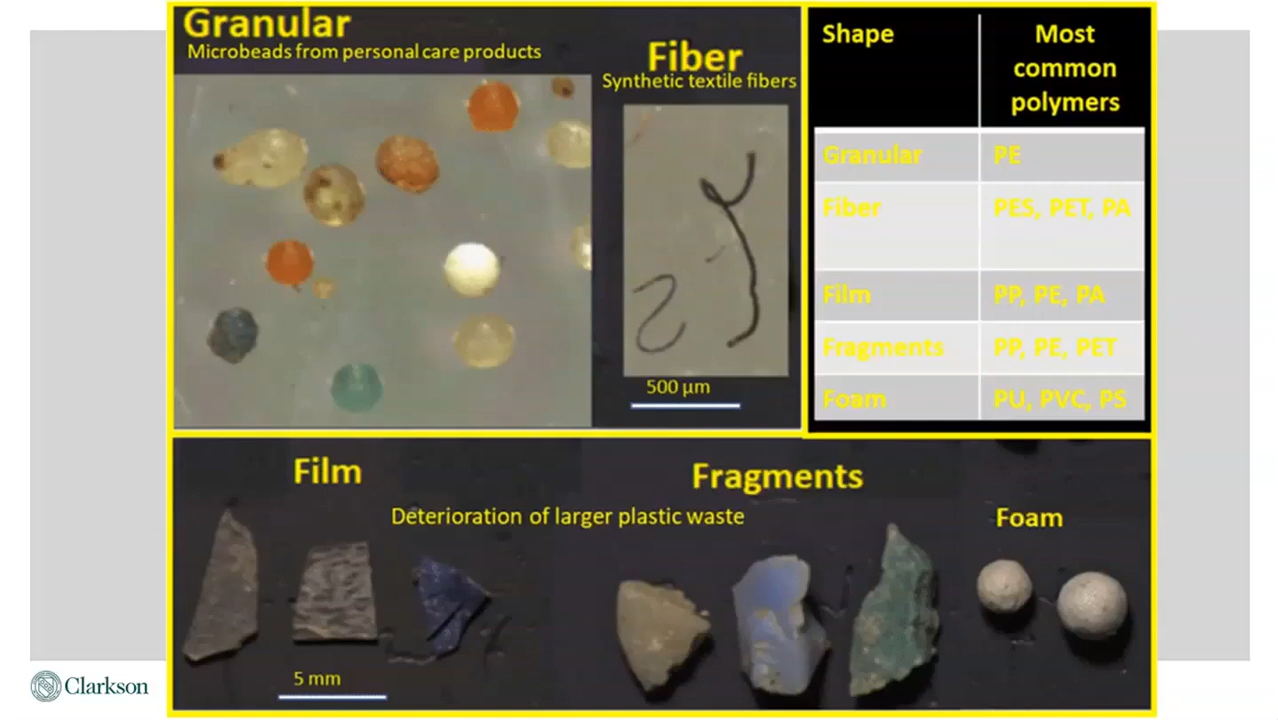 Granular
Microbeads from personal care products
Fiber
Synthetic textile fibers
500 µm
Shape Most common polymers
Granular PE
Fiber PES, PET, PA
Film PP, PE, PA
Fragments PP, PE, PET
Foam PU, PVC, PS
Film
Fragments
Deterioration of larger plastic waste
Foam
5 mm
Clarkson